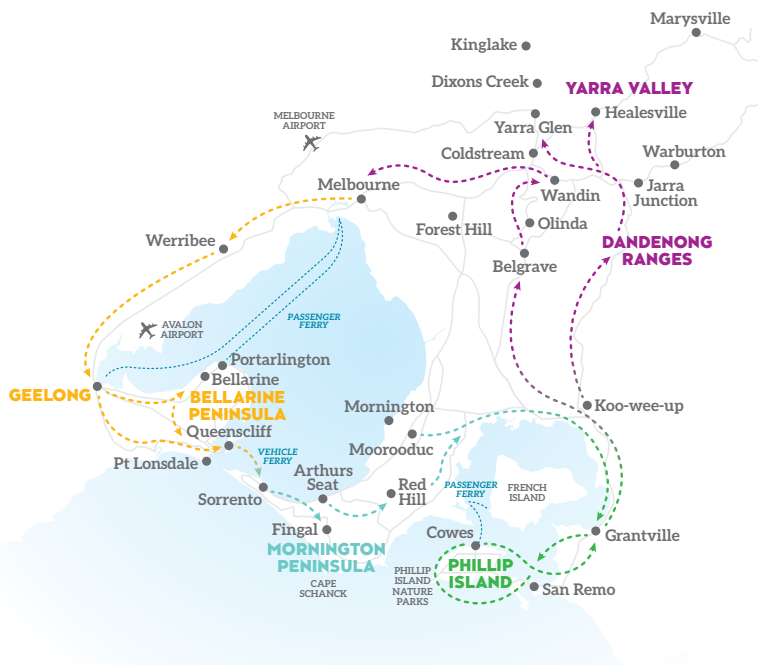 Marysville
Kinglake
Dixons Creek
YARRA VALLEY
Healesville
MELBOURNE
AIRPORT
Yarra Glen
Coldstream
Warburton
Melbourne
Wandin
Jarra
Junction
Forest Hill
Olinda
Werribee
DANDENONG
RANGES
Belgrave
PASSENGER
FERRY
AVALON
AIRPORT
Portarlington
Bellarine
GEELONG
BELLARINE
PENINSULA
Mornington
Koo-wee-up
Queenscliff
Moorooduc
VEHICLE
FERRY
Pt Lonsdale
Arthurs
Seat
Sorrento
Red
Hill
PASSENGER
FERRY
FRENCH
ISLAND
Fingal
Cowes
Grantville
MORNINGTON
PENINSULA
PHILLIP
ISLAND
PHILLIP
ISLAND
NATURE
PARKS
CAPE
SCHANCK
San Remo